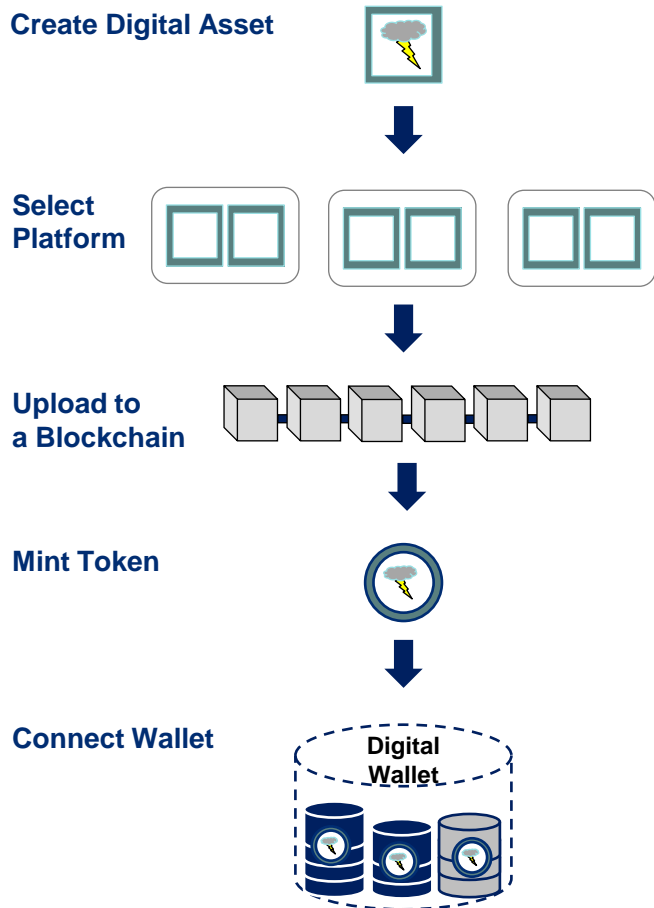 Create Digital Asset
Select
Platform
Upload to
a Blockchain
Mint Token
Connect Wallet
Digital
Wallet